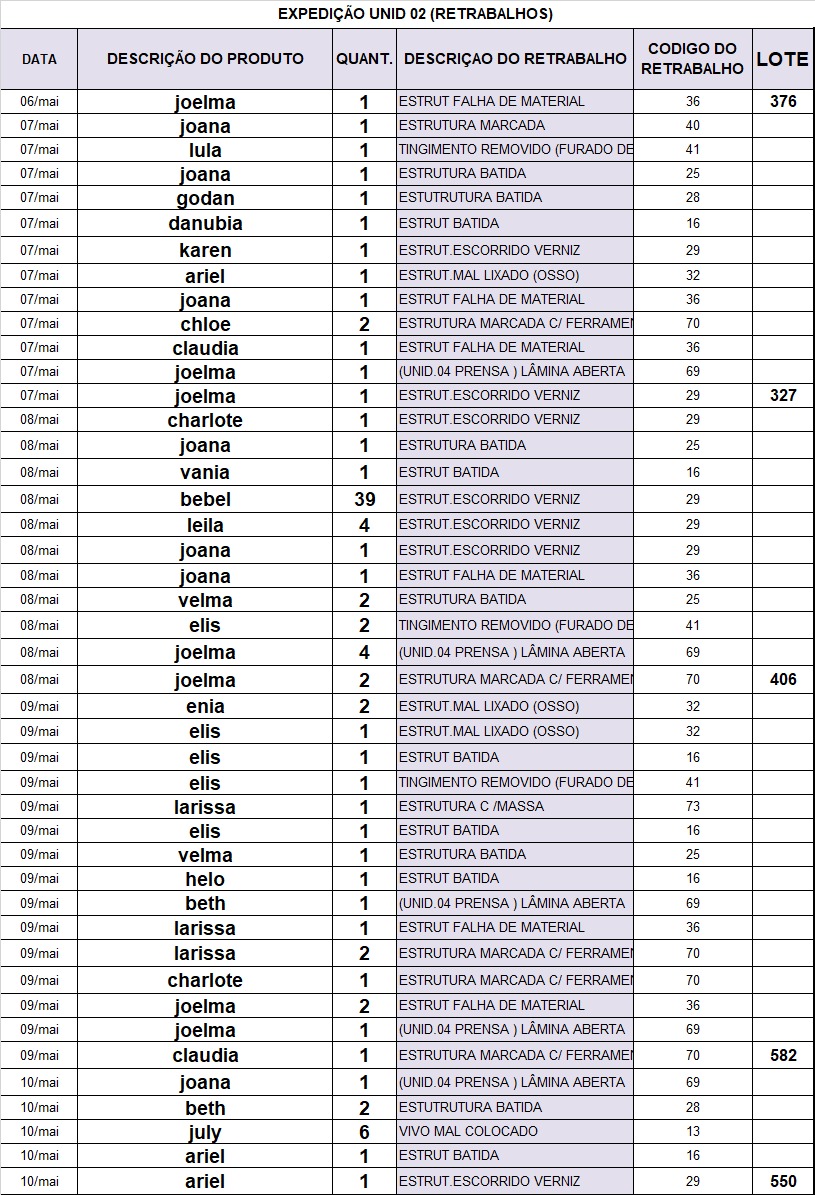 EXPEDIÇÃO UNID 02 (RETRABALHOS)
DATA DESCRIÇÃO DO PRODUTO QUANT. DESCRIÇAO DO RETRABALHO CODIGO DO RETRABALHO LOTE
06/mai joelma 1 ESTRUT FALHA DE MATERIAL 36 376
07/mai joana 1 ESTRUTURA MARCADA 40
07/mai lula 1 TINGIMENTO REMOVIDO (FURADO DE 41
07/mai joana 1 ESTRUTURA BATIDA 25
07/mai godan 1 ESTUTRUTURA BATIDA 28
07/mai danubia 1 ESTRUT BATIDA 16
07/mai karen 1 ESTRUT.ESCORRIDO VERNIZ 29
07/mai ariel 1 ESTRUT.MAL LIXADO (OSSO) 32
07/mai joana 1 ESTRUT FALHA DE MATERIAL 36
07/mai chloe 2 ESTRUTURA MARCADA C/ FERRAMEN 70
07/mai claudia 1 ESTRUT FALHA DE MATERIAL 36
07/mai joelma 1 (UNID.04 PRENSA ) LÂMINA ABERTA 69
07/mai joelma 1 ESTRUT.ESCORRIDO VERNIZ 29 327
08/mai charlote 1 ESTRUT.ESCORRIDO VERNIZ 29
08/mai joana 1 ESTRUTURA BATIDA 25
08/mai vania 1 ESTRUT BATIDA 16
08/mai bebel 39 ESTRUT.ESCORRIDO VERNIZ 29
08/mai leila 4 ESTRUT.ESCORRIDO VERNIZ 29
08/mai joana 1 ESTRUT.ESCORRIDO VERNIZ 29
08/mai joana 1 ESTRUT FALHA DE MATERIAL 36
08/mai velma 2 ESTRUTURA BATIDA 25
08/mai elis 2 TINGIMENTO REMOVIDO (FURADO DE 41
08/mai joelma 4 (UNID.04 PRENSA ) LÂMINA ABERTA 69
08/mai joelma 2 ESTRUTURA MARCADA C/ FERRAMEN 70 406
09/mai enia 2 ESTRUT.MAL LIXADO (OSSO) 32
09/mai elis 1 ESTRUT.MAL LIXADO (OSSO) 32
09/mai elis 1 ESTRUT BATIDA 16
09/mai elis 1 TINGIMENTO REMOVIDO (FURADO DE 41
09/mai larissa 1 ESTRUTURA C /MASSA 73
09/mai elis 1 ESTRUT BATIDA 16
09/mai velma 1 ESTRUTURA BATIDA 25
09/mai helo 1 ESTRUT BATIDA 16
09/mai beth 1 (UNID.04 PRENSA ) LÂMINA ABERTA 69
09/mai larissa 1 ESTRUT FALHA DE MATERIAL 36
09/mai larissa 2 ESTRUTURA MARCADA C/ FERRAMEN 70
09/mai charlote 1 ESTRUTURA MARCADA C/ FERRAMEN 70
09/mai joelma 2 ESTRUT FALHA DE MATERIAL 36
09/mai joelma 1 (UNID.04 PRENSA ) LÂMINA ABERTA 69
09/mai claudia 1 ESTRUTURA MARCADA C/ FERRAMEN 70 582
10/mai joana 1 (UNID.04 PRENSA ) LÂMINA ABERTA 69
10/mai beth 2 ESTUTRUTURA BATIDA 28
10/mai july 6 VIVO MAL COLOCADO 13
10/mai ariel 1 ESTRUT BATIDA 16
10/mai ariel 1 ESTRUT.ESCORRIDO VERNIZ 29 550